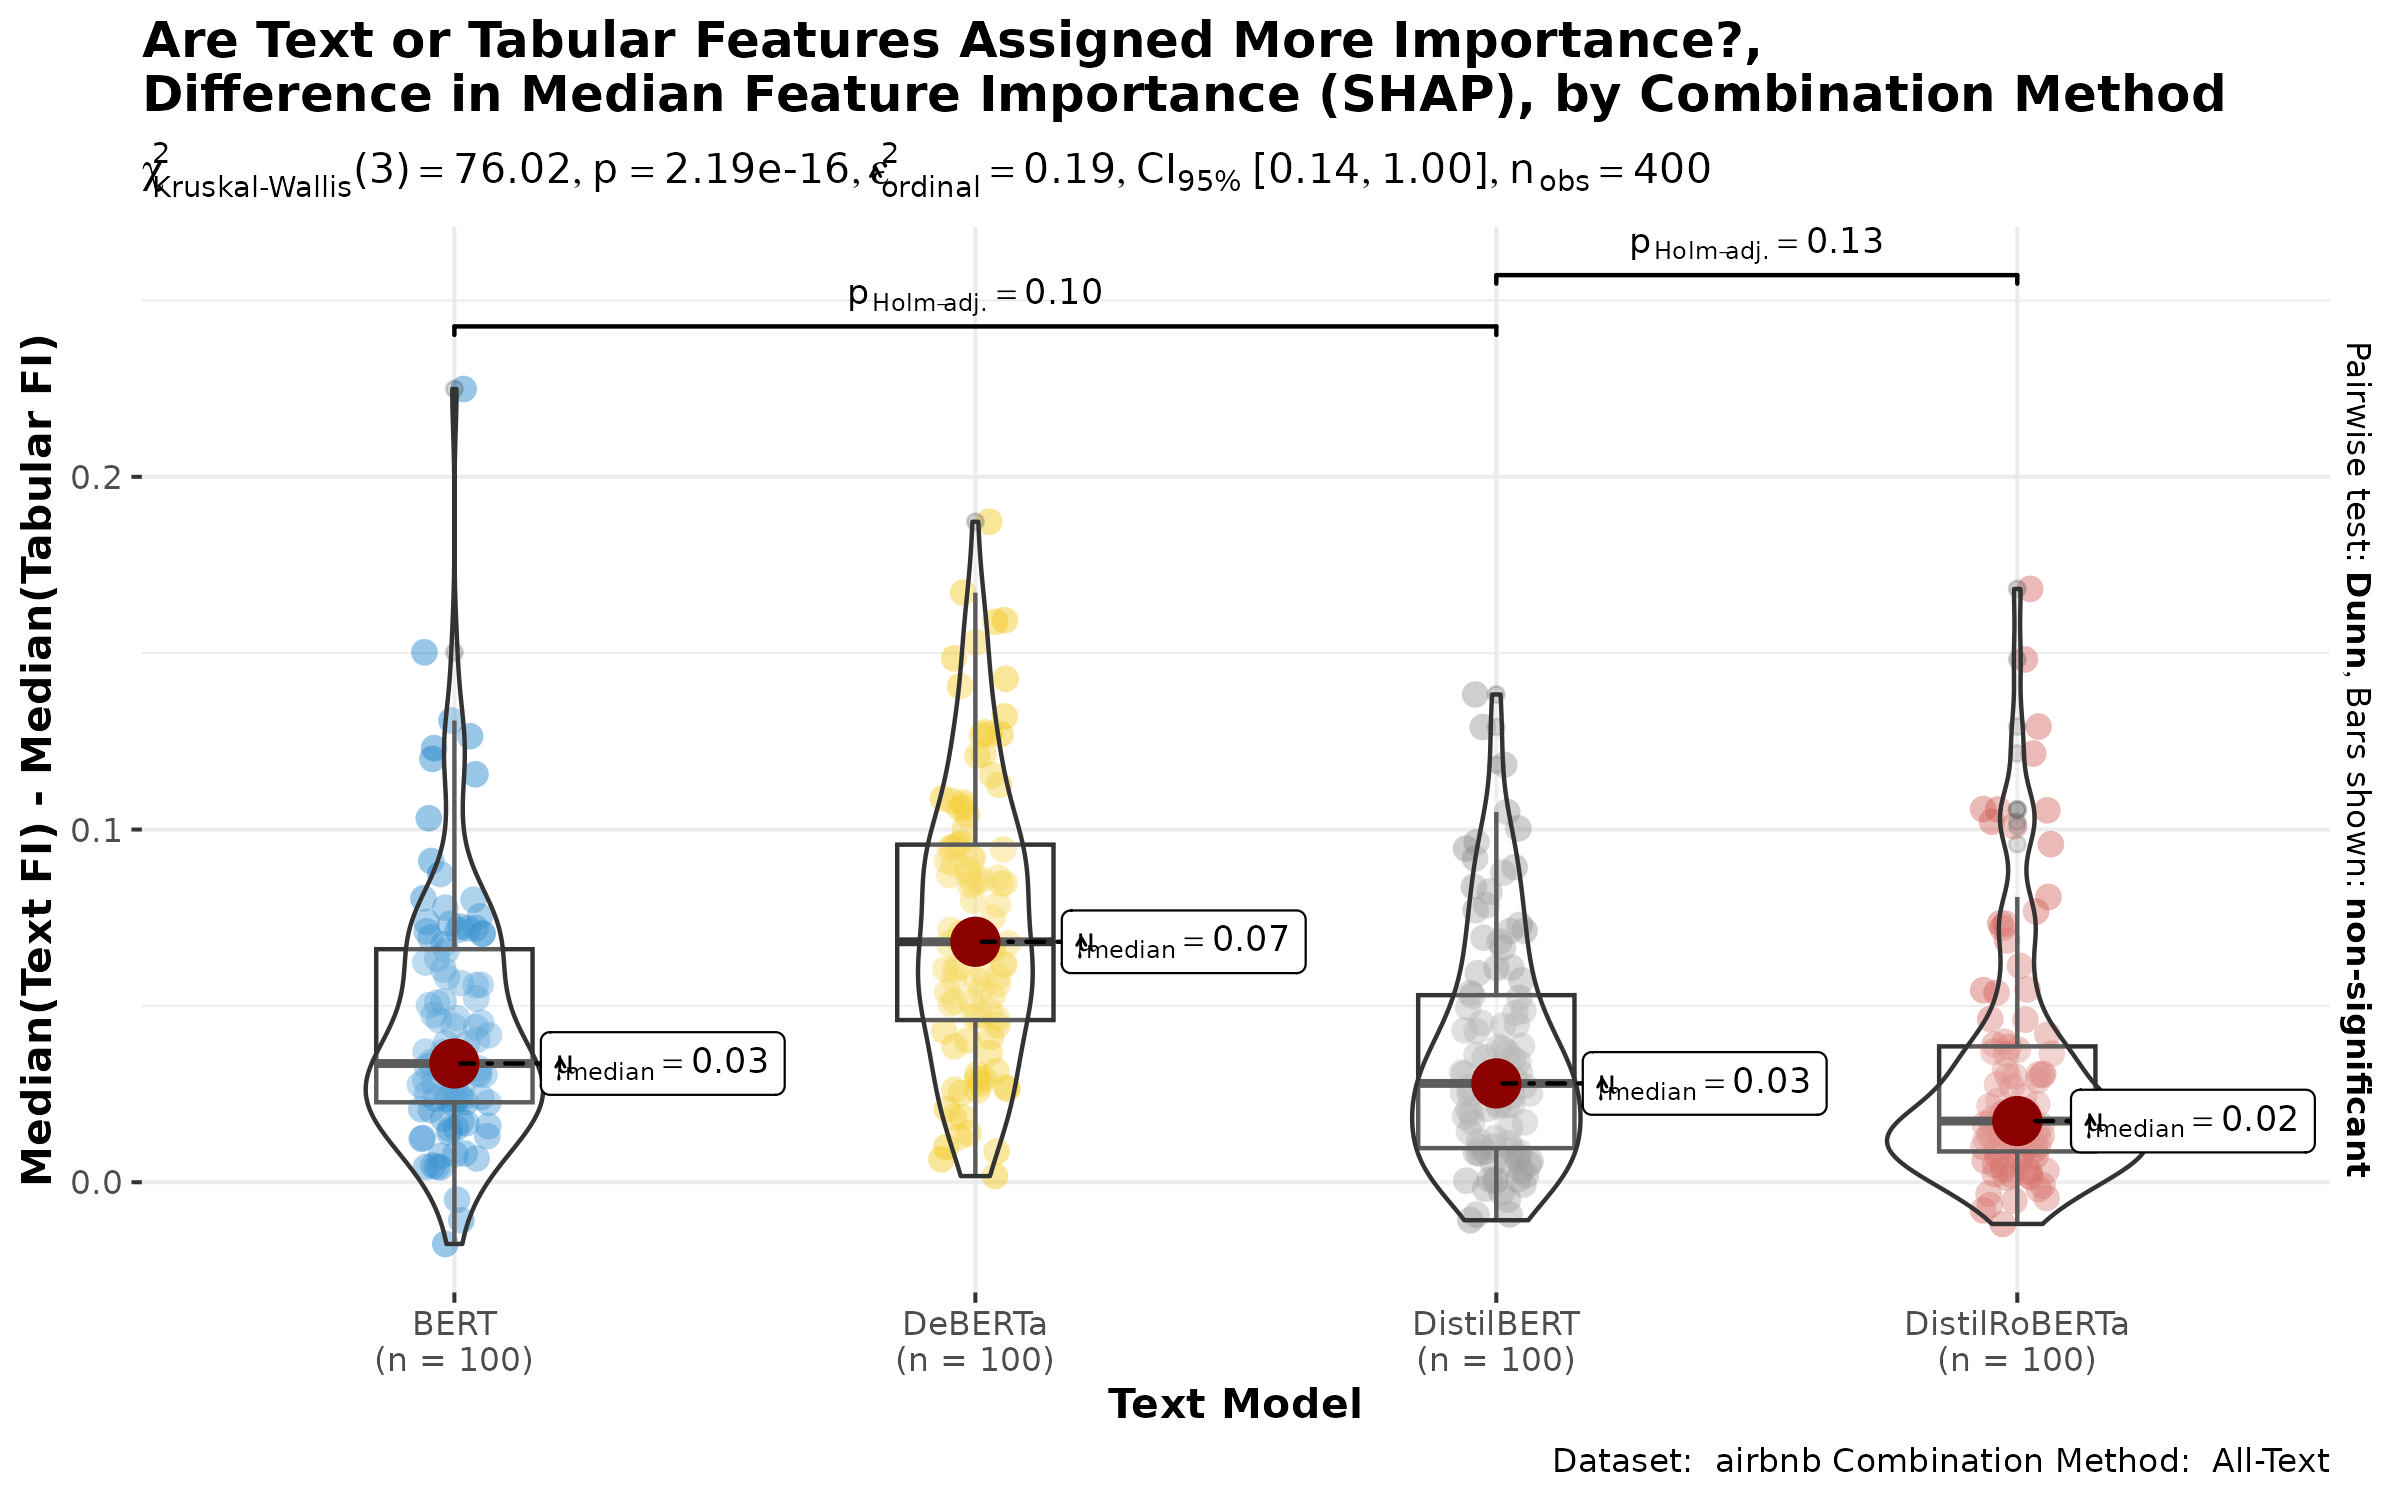 Are Text or Tabular Features Assigned More Importance?,
Difference in Median Feature Importance (SHAP), by Combination Method
χ²Kruskal-Wallis(3) = 76.02, p = 2.19e-16, ε̂²ordinal = 0.19, CI95% [0.14, 1.00], nobs = 400
pHolm-adj. = 0.13
pHolm-adj. = 0.10
Median(Text FI) - Median(Tabular FI)
0.2
0.1
0.0
μ̂median = 0.03
μ̂median = 0.07
μ̂median = 0.03
μ̂median = 0.02
Pairwise test: Dunn, Bars shown: non-significant
BERT
(n = 100)
DeBERTa
(n = 100)
DistilBERT
(n = 100)
DistilRoBERTa
(n = 100)
Text Model
Dataset:  airbnb Combination Method:  All-Text